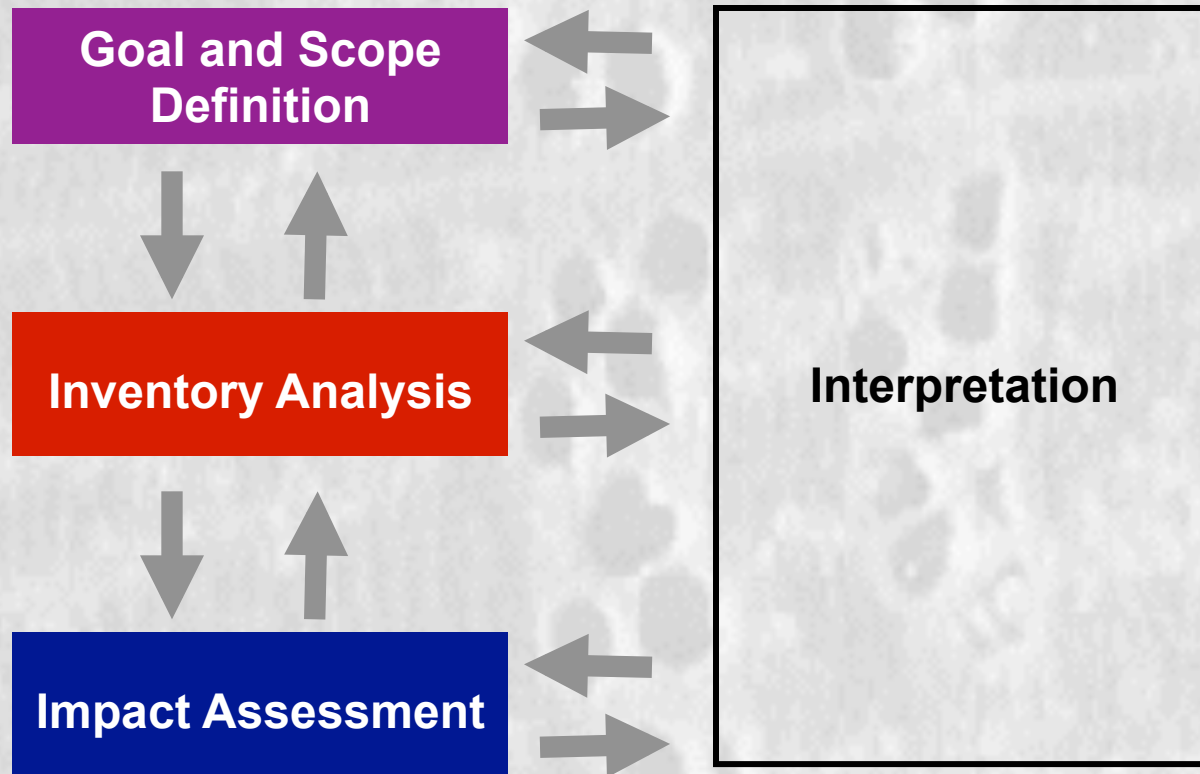 Goal and Scope
Definition
Inventory Analysis
Interpretation
Impact Assessment